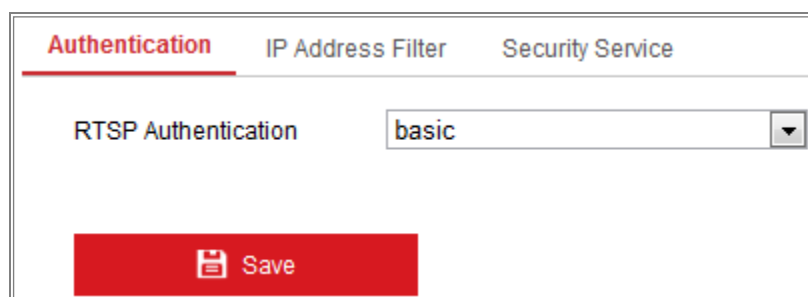 Authentication IP Address Filter Security Service
RTSP Authentication basic
Save